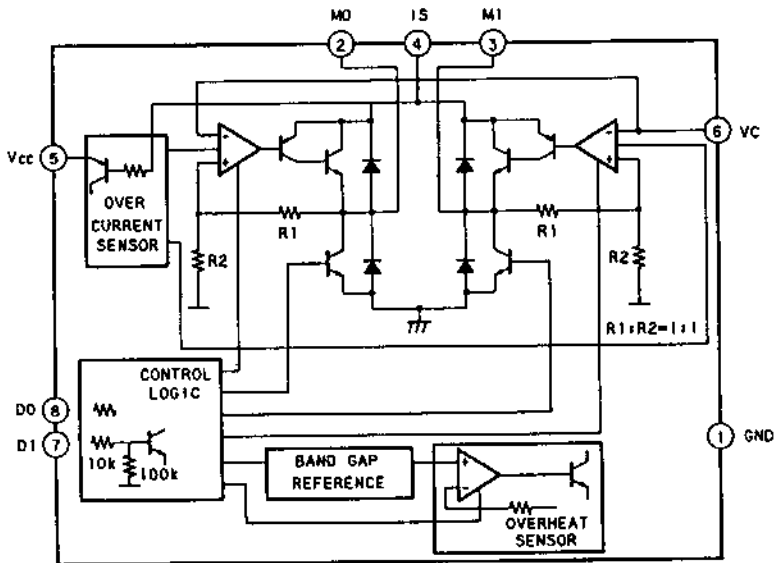 M0 IS M1
2 4 3
Vcc 5
6 VC
OVER
CURRENT
SENSOR
R1
R1
R2
R2
R1:R2=1:1
CONTROL
LOGIC
D0 8
D1 7
10k
100k
1 GND
BAND GAP
REFERENCE
OVERHEAT
SENSOR
- + - +
+ -